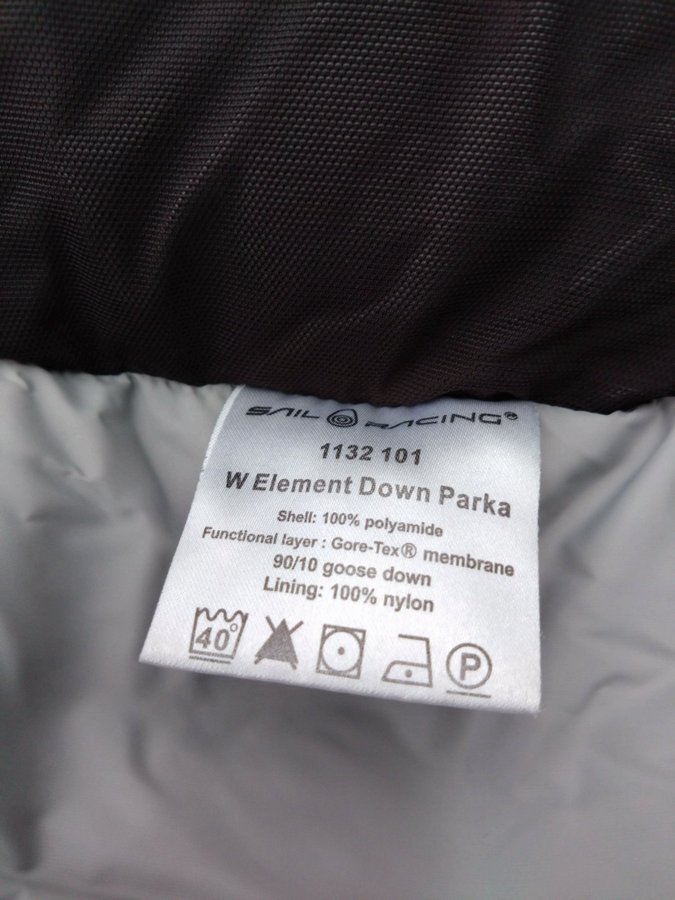 SAIL RACING®
1132 101
W Element Down Parka
Shell: 100% polyamide
Functional layer : Gore-Tex® membrane
90/10 goose down
Lining: 100% nylon
40° P